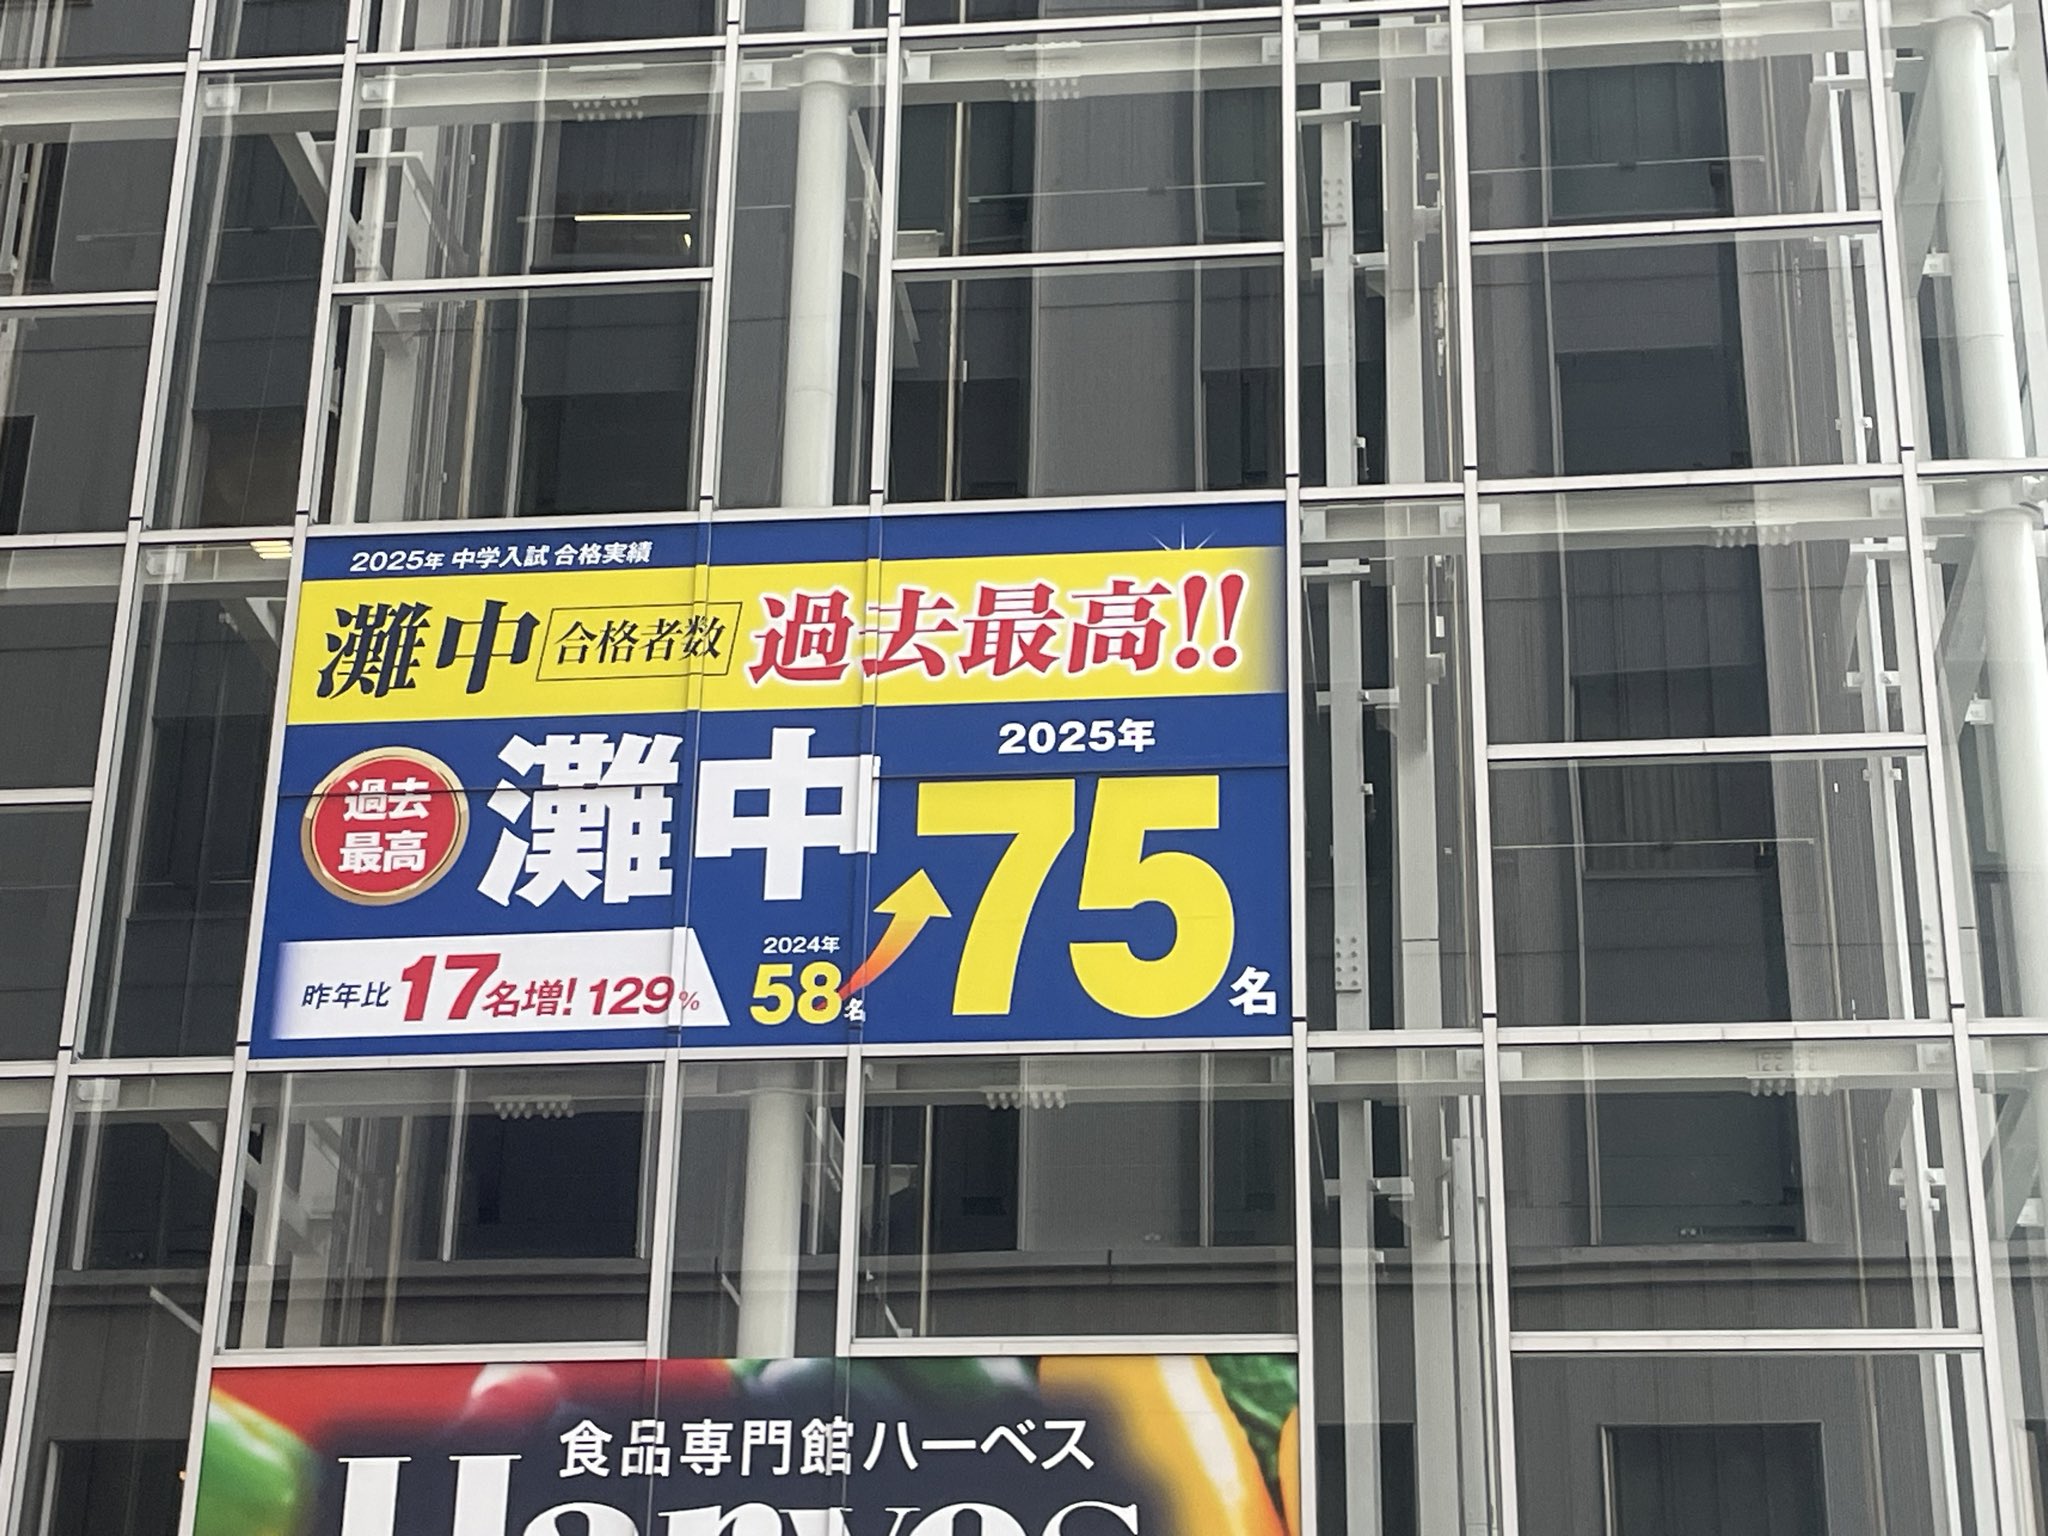 2025年 中学入試 合格実績
灘中 合格者数 過去最高!!
過去
最高
灘中
2025年
75名
昨年比17名増!129%
2024年
58名
食品専門館ハーベス
Harves